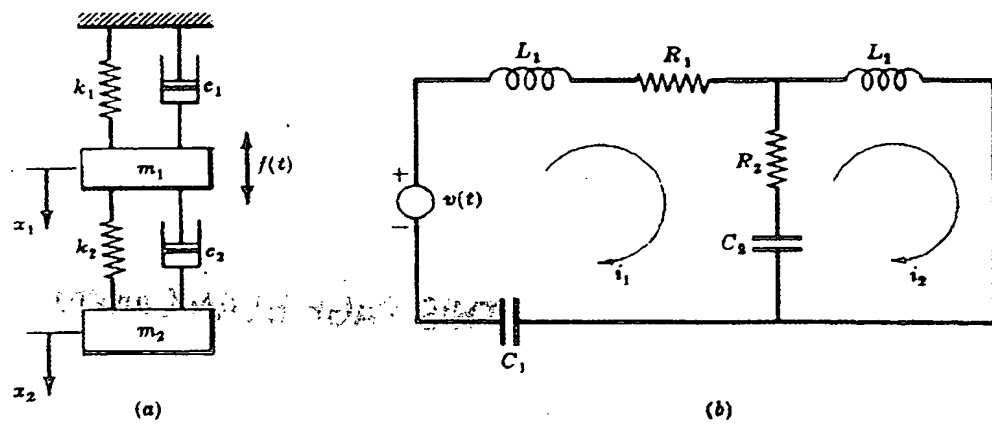 k₁
c₁
m₁
f(t)
x₁
k₂
c₂
m₂
x₂
(a)
L₁
R₁
L₂
+
v(t)
−
R₂
C₂
i₁
i₂
C₁
(b)